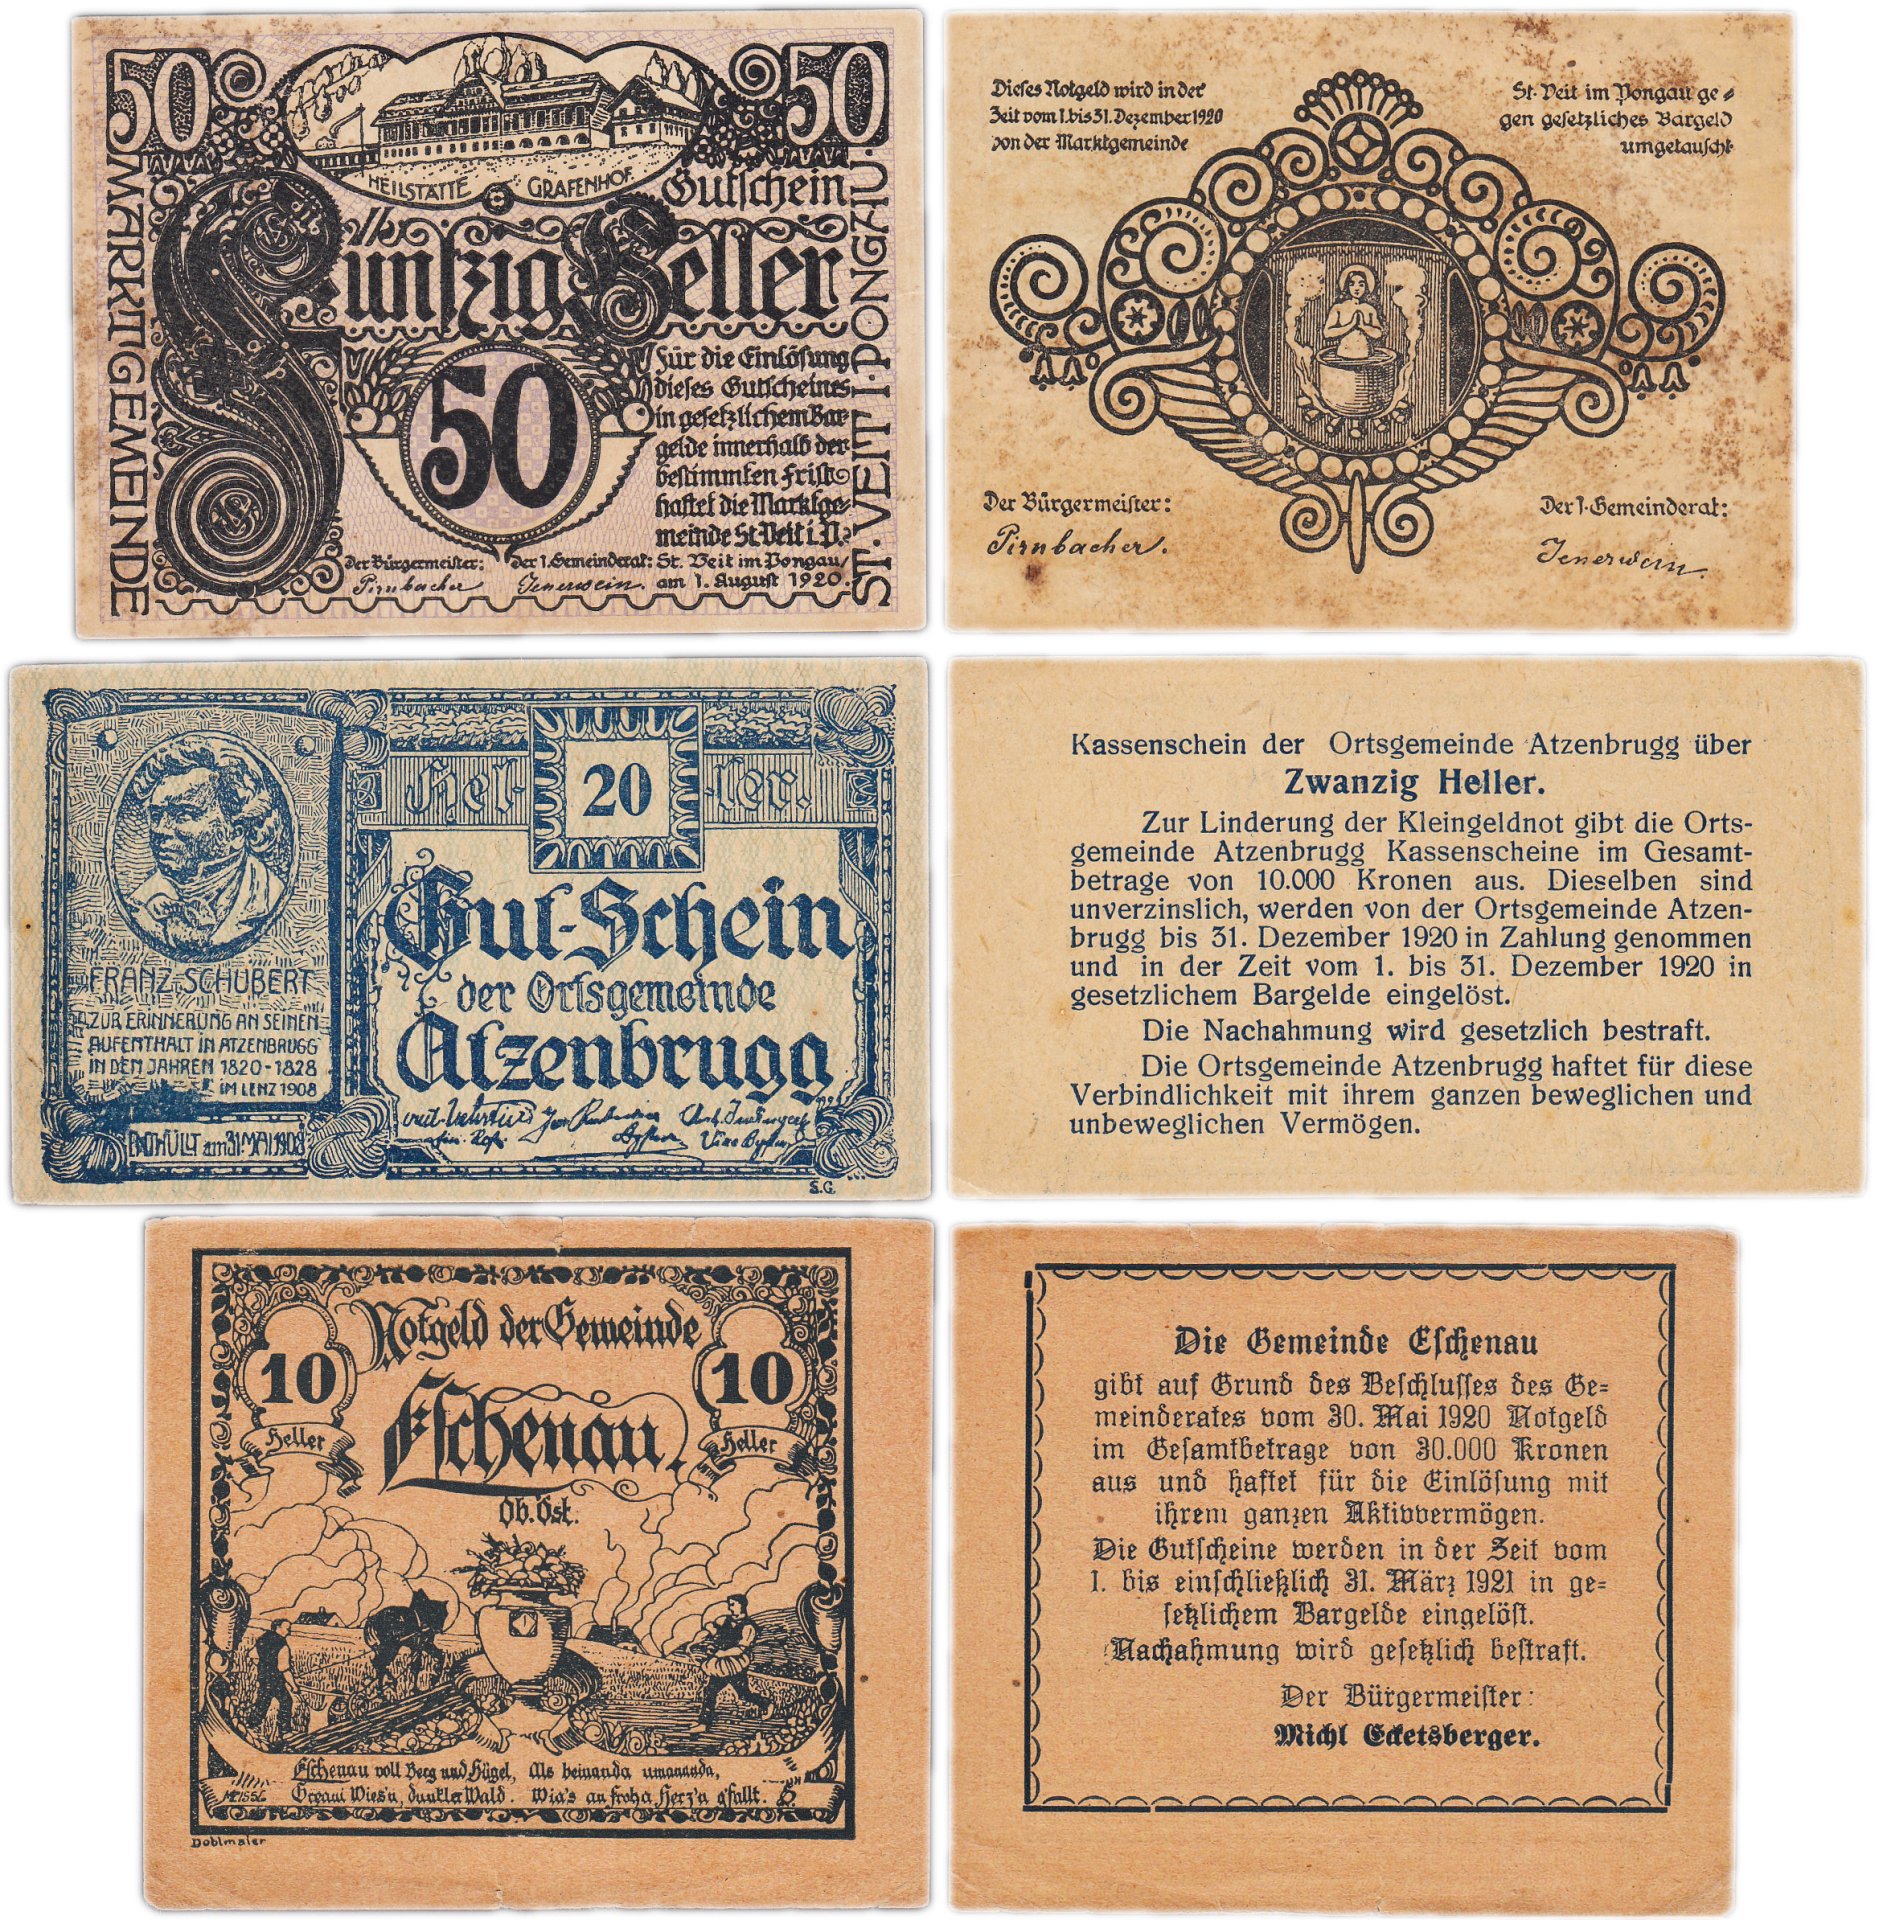 50
50
HEILSTÄTTE GRAFENHOF.
MARKTGEMEINDE
ST. VEIT I. PONGAU.
Gutschein
Fünfzig Heller
50
Für die Einlösung
dieses Gutscheines
in gesetzlichem Bar-
gelde innerhalb der
bestimmten Frist
haftet die Marktge-
meinde St. Veit i. P.
Der Bürgermeister: Der I. Gemeinderat: St. Veit im Pongau,
Pirnbacher Jenerwein. am 1. August 1920.
Dieses Notgeld wird in der
Zeit vom 1. bis 31. Dezember 1920
von der Marktgemeinde
St. Veit im Pongau ge-
gen gesetzliches Bargeld
umgetauscht
Der Bürgermeister:
Pirnbacher.
Der I. Gemeinderat:
Jenerwein.
FRANZ SCHUBERT
ZUR ERINNERUNG AN SEINEN
AUFENTHALT IN ATZENBRUGG
IN DEN JAHREN 1820-1828
IM LENZ 1908
ENTHÜLLT am 31. MAI 1908
Hel- 20 -ler.
Gut-Schein
der Ortsgemeinde
Atzenbrugg
S.G.
Kassenschein der Ortsgemeinde Atzenbrugg über
Zwanzig Heller.
Zur Linderung der Kleingeldnot gibt die Orts-
gemeinde Atzenbrugg Kassenscheine im Gesamt-
betrage von 10.000 Kronen aus. Dieselben sind
unverzinslich, werden von der Ortsgemeinde Atzen-
brugg bis 31. Dezember 1920 in Zahlung genommen
und in der Zeit vom 1. bis 31. Dezember 1920 in
gesetzlichem Bargelde eingelöst.
Die Nachahmung wird gesetzlich bestraft.
Die Ortsgemeinde Atzenbrugg haftet für diese
Verbindlichkeit mit ihrem ganzen beweglichen und
unbeweglichen Vermögen.
Notgeld der Gemeinde
10 Heller
10 Heller
Eschenau.
Ob. Öst.
Eschenau voll Berg und Hügel, Als beinanda umananda,
Greani Wies'n, dunkler Wald. Wia's an froha Herz'n g'fallt.
Doblmaier
Die Gemeinde Eschenau
gibt auf Grund des Beschlusses des Ge-
meinderates vom 30. Mai 1920 Notgeld
im Gesamtbetrage von 30.000 Kronen
aus und haftet für die Einlösung mit
ihrem ganzen Aktivvermögen.
Die Gutscheine werden in der Zeit vom
1. bis einschließlich 31. März 1921 in ge-
setzlichem Bargelde eingelöst.
Nachahmung wird gesetzlich bestraft.
Der Bürgermeister:
Michl Ecketsberger.